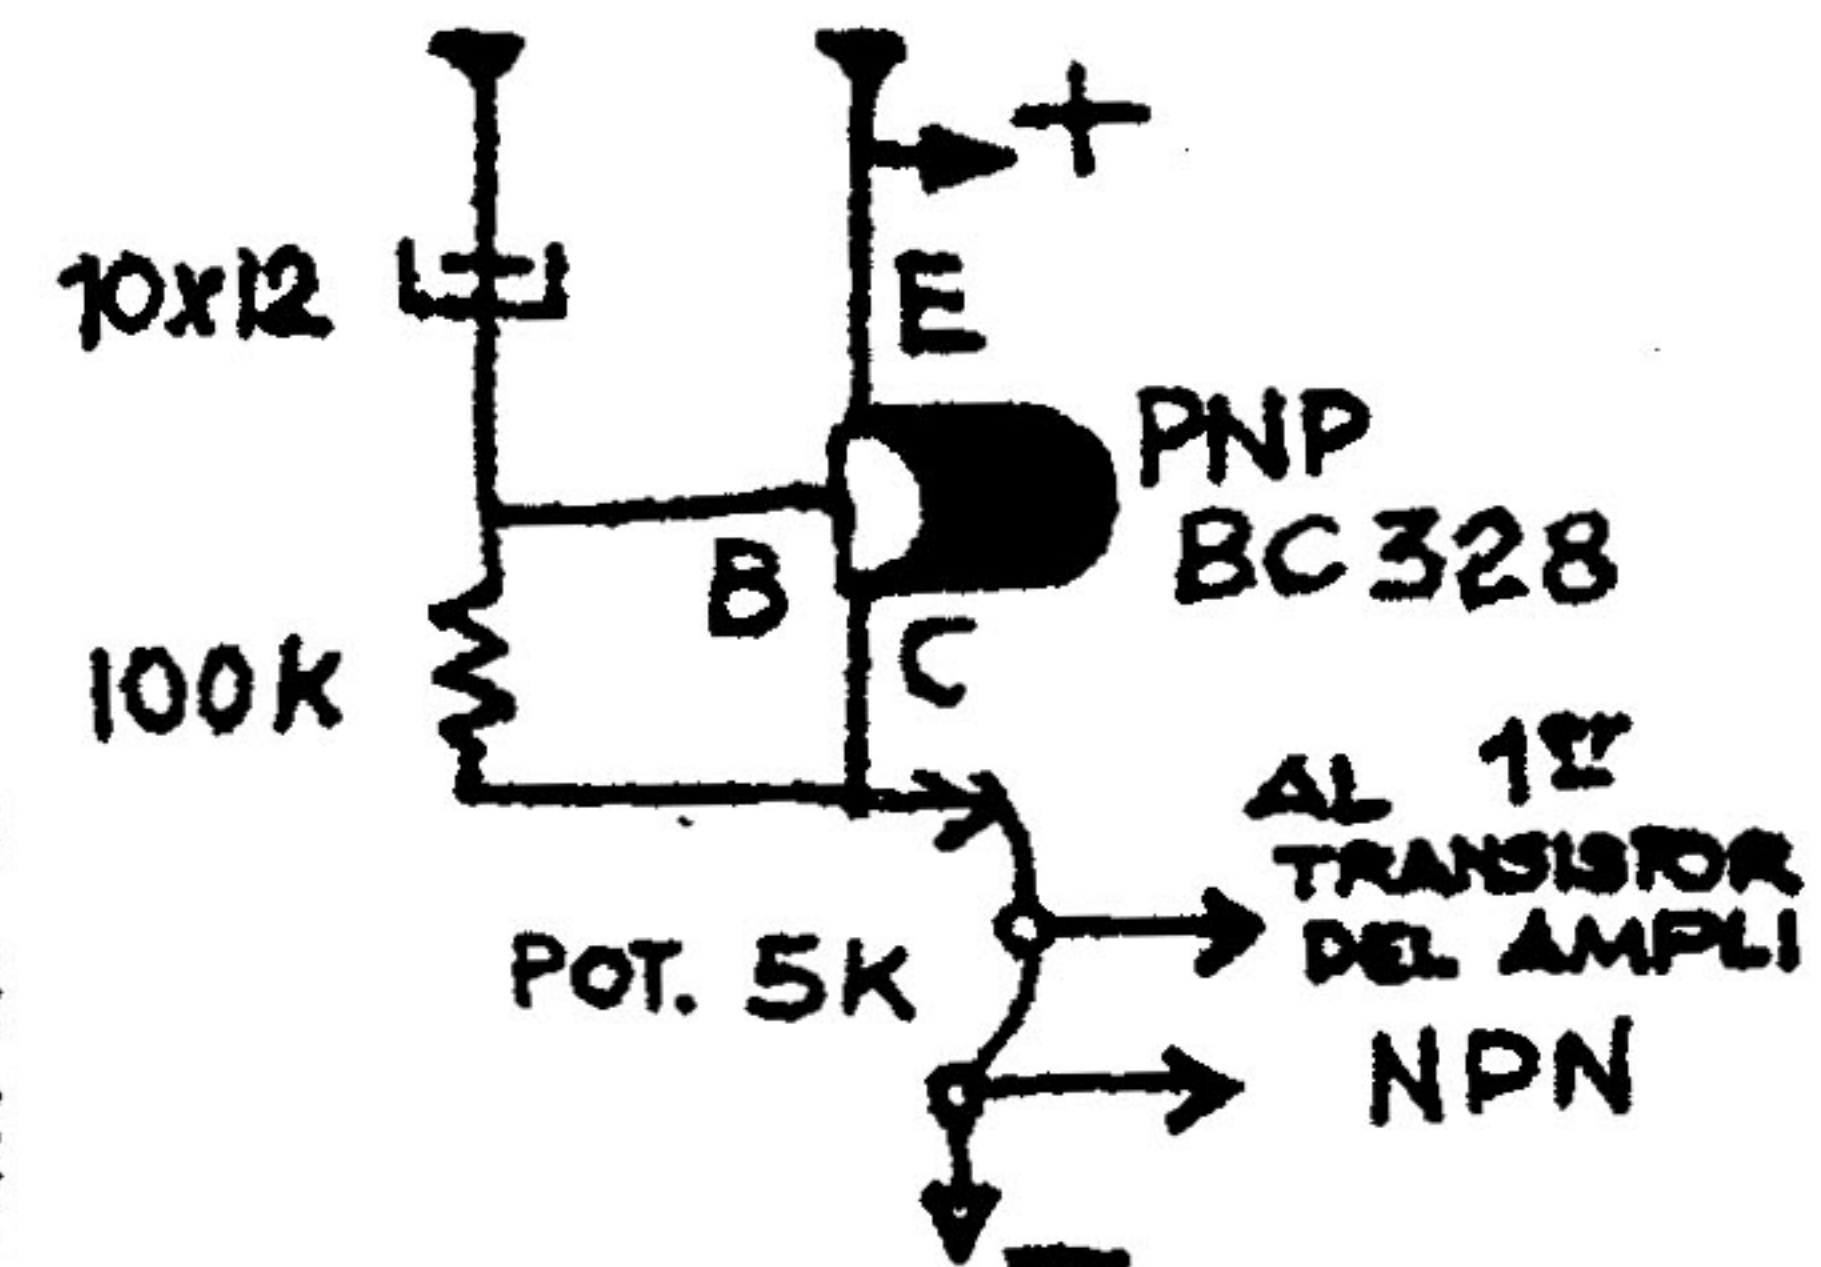 +
10x12
E
PNP
BC328
B
C
100K
AL 1er
TRANSISTOR
DEL AMPLI
POT. 5K
NPN
-